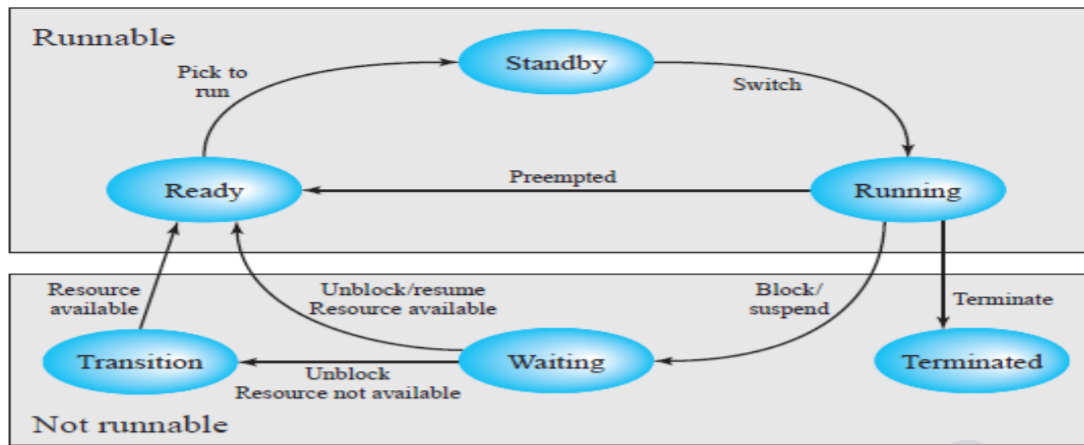 Runnable
Standby
Pick to
run
Switch
Ready
Preempted
Running
Resource
available
Unblock/resume
Resource available
Block/
suspend
Terminate
Transition
Waiting
Terminated
Unblock
Resource not available
Not runnable